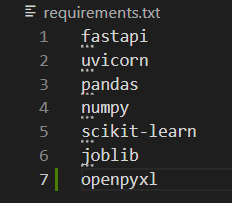 requirements.txt
1 fastapi
2 uvicorn
3 pandas
4 numpy
5 scikit-learn
6 joblib
7 openpyxl